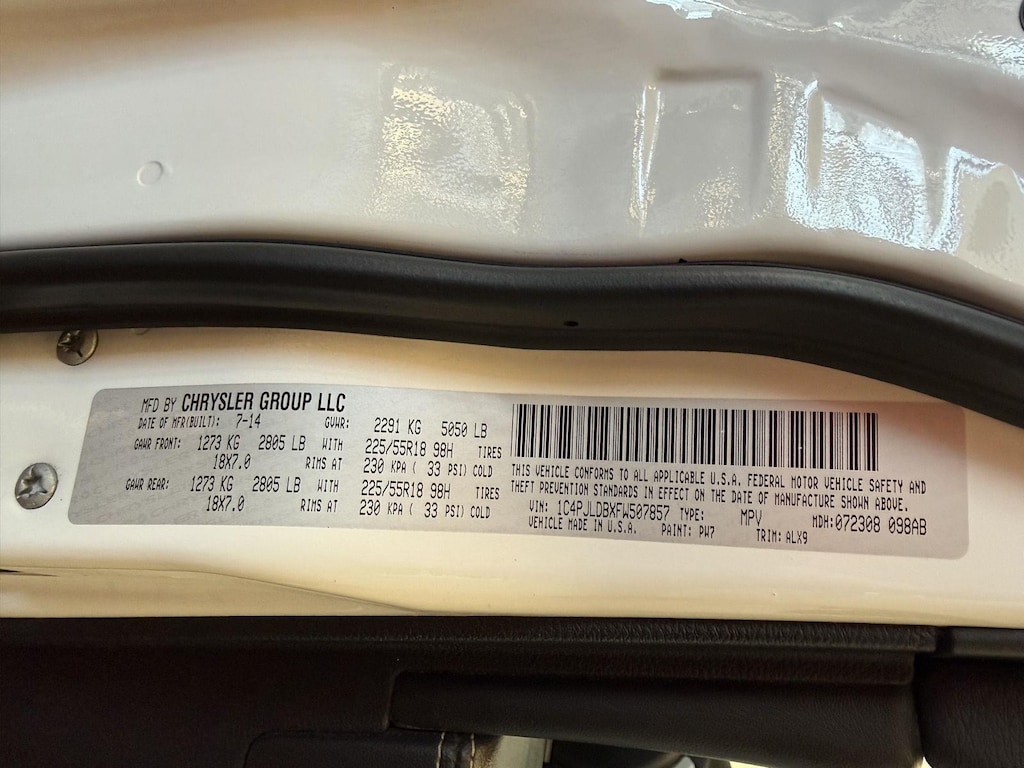 MFD BY CHRYSLER GROUP LLC
DATE OF MFR(BUILT): 7-14 GVWR: 2291 KG 5050 LB
GAWR FRONT: 1273 KG 2805 LB WITH 225/55R18 98H TIRES
18X7.0 RIMS AT 230 KPA ( 33 PSI) COLD
GAWR REAR: 1273 KG 2805 LB WITH 225/55R18 98H TIRES
18X7.0 RIMS AT 230 KPA ( 33 PSI) COLD
THIS VEHICLE CONFORMS TO ALL APPLICABLE U.S.A. FEDERAL MOTOR VEHICLE SAFETY AND
THEFT PREVENTION STANDARDS IN EFFECT ON THE DATE OF MANUFACTURE SHOWN ABOVE.
VIN: 1C4PJLDBXFW507857 TYPE: MPV MDH:072308 098AB
VEHICLE MADE IN U.S.A. PAINT: PW7 TRIM: ALX9